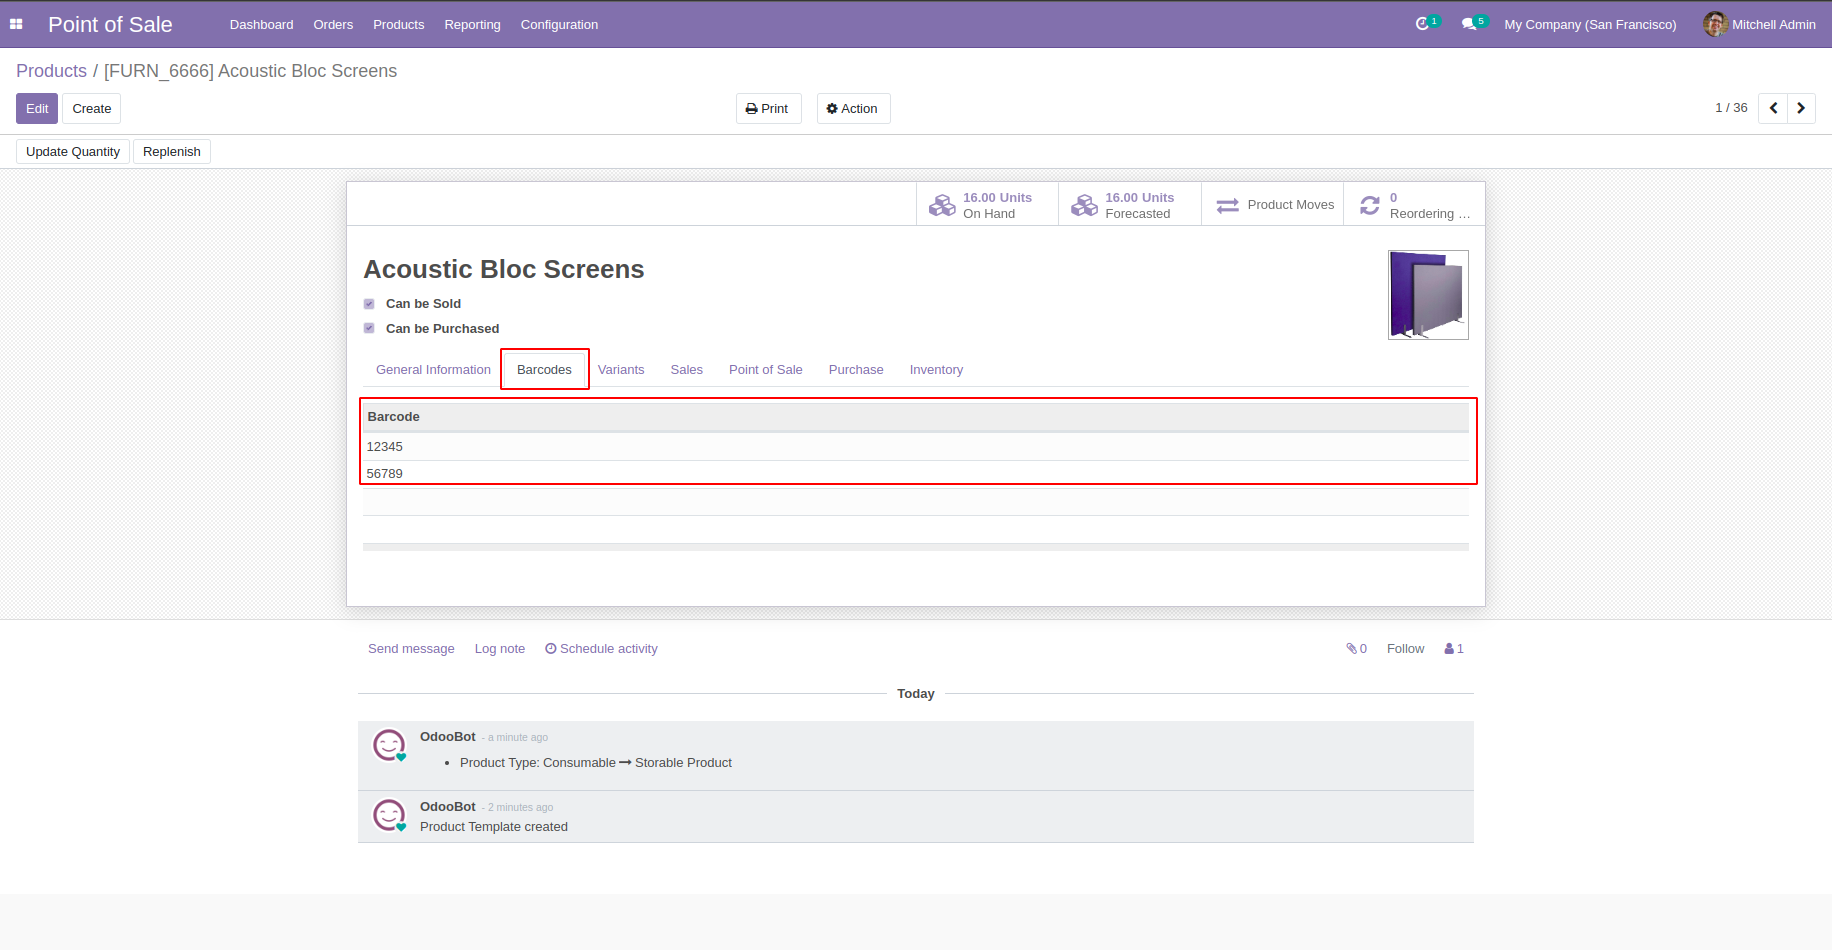 Point of Sale Dashboard Orders Products Reporting Configuration 1 5 My Company (San Francisco) Mitchell Admin
Products / [FURN_6666] Acoustic Bloc Screens
Edit Create Print Action 1 / 36
Update Quantity Replenish
16.00 Units On Hand
16.00 Units Forecasted
Product Moves
0 Reordering ...
Acoustic Bloc Screens
Can be Sold
Can be Purchased
General Information Barcodes Variants Sales Point of Sale Purchase Inventory
Barcode
12345
56789
Send message Log note Schedule activity 0 Follow 1
Today
OdooBot - a minute ago
• Product Type: Consumable → Storable Product
OdooBot - 2 minutes ago
Product Template created